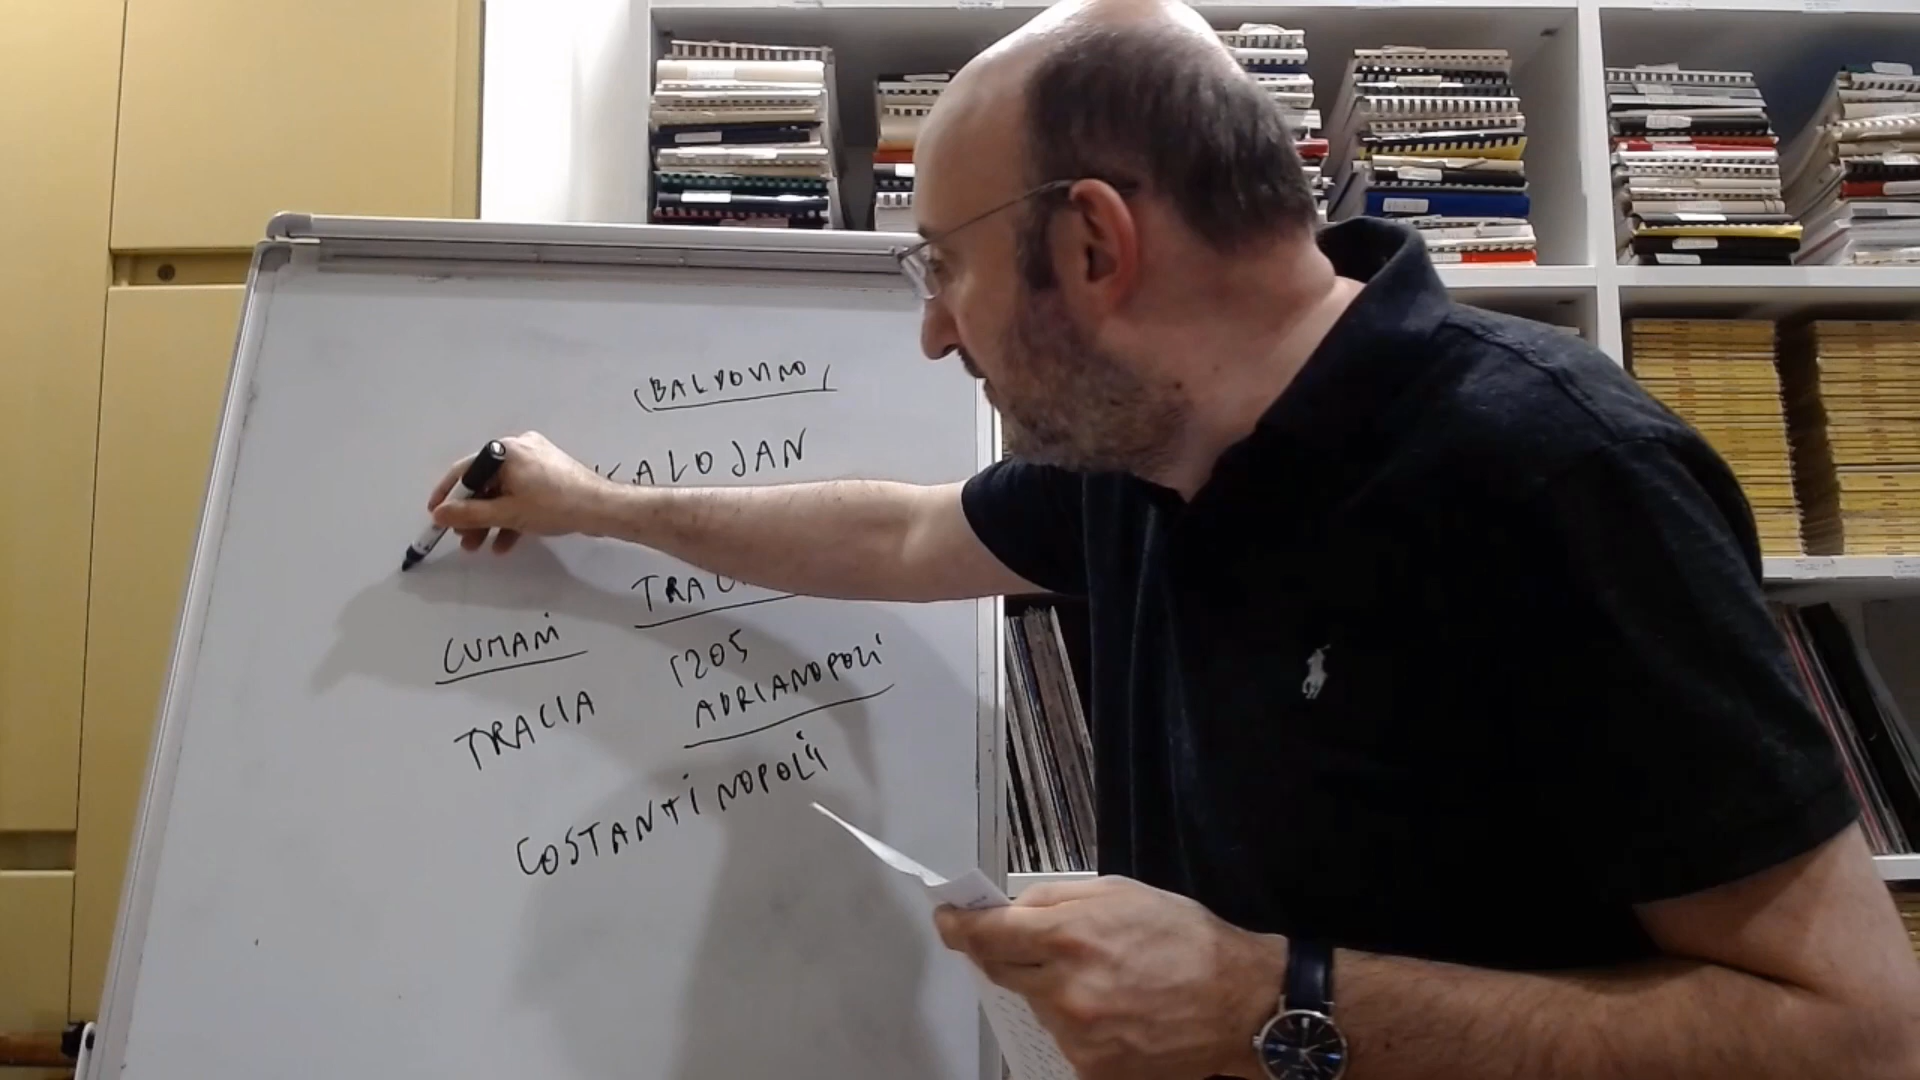 (BALDOVINO)
KALOJAN
CUMANI
1205
ADRIANOPOLI
TRACIA
COSTANTINOPOLI